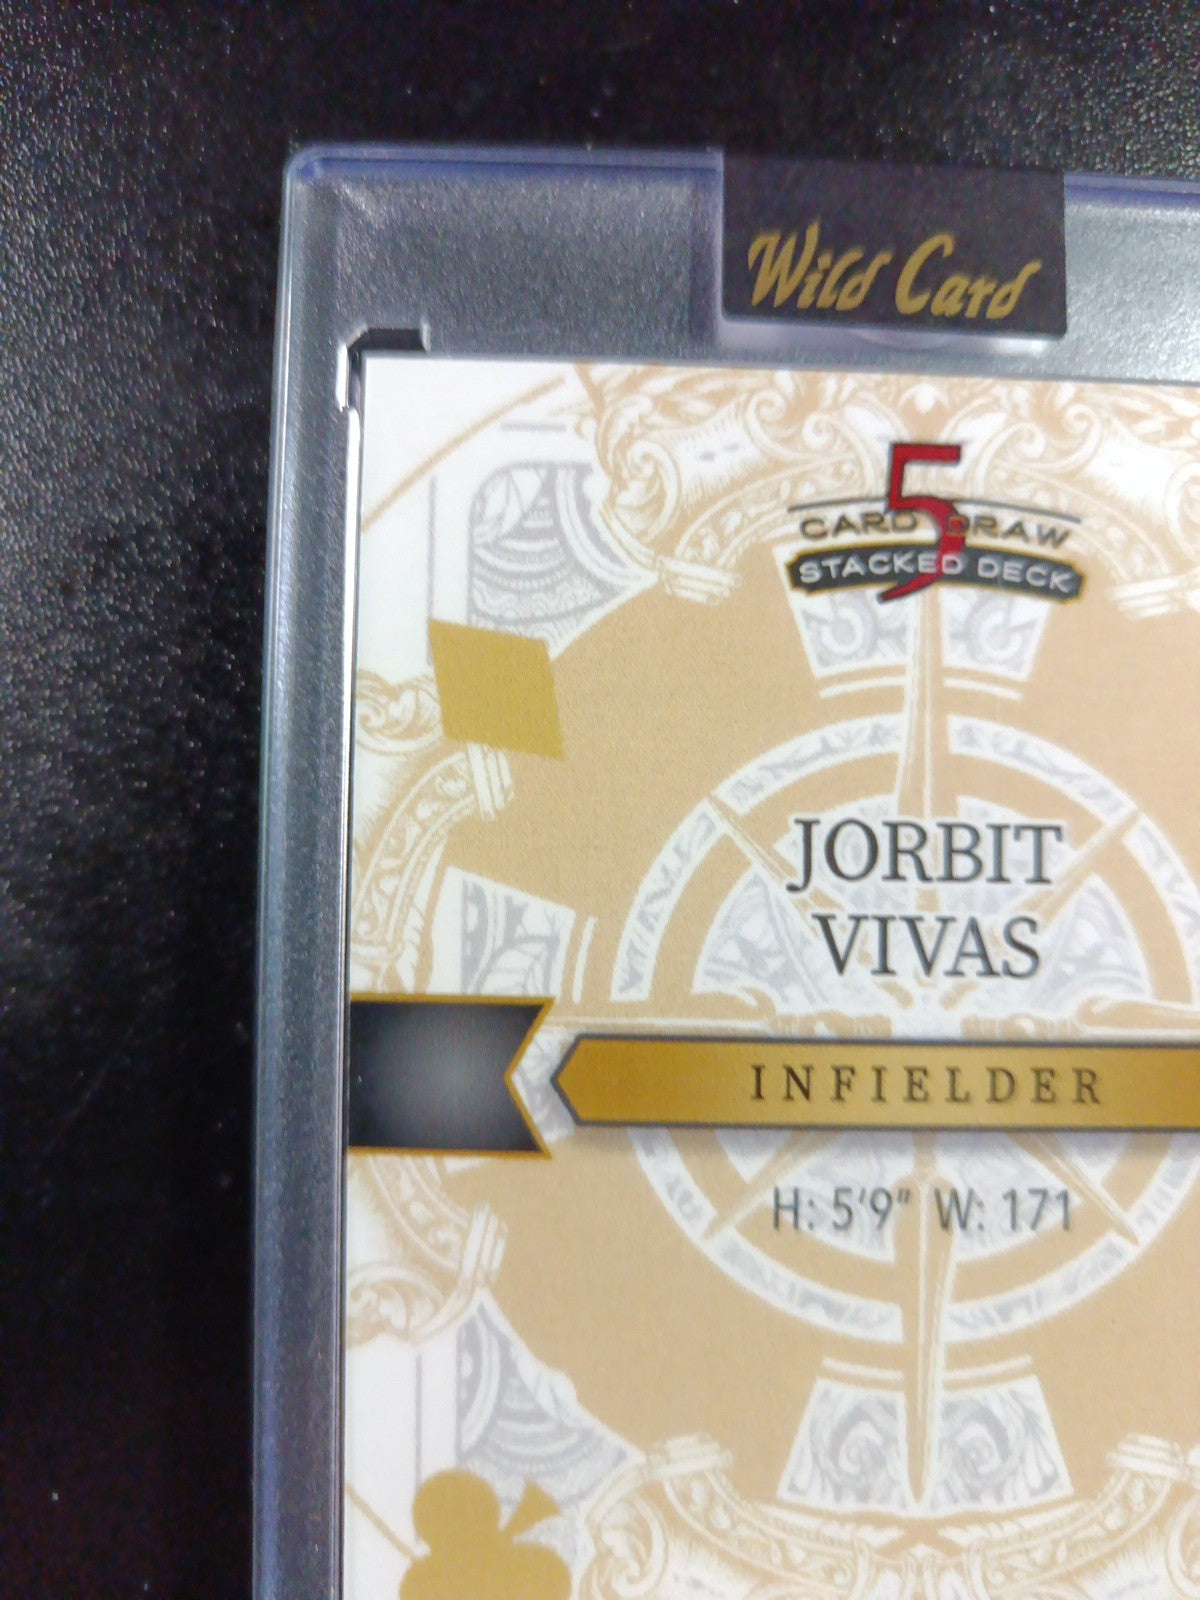 Wild Card
5
CARD DRAW
STACKED DECK
JORBIT
VIVAS
INFIELDER
H: 5'9" W: 171